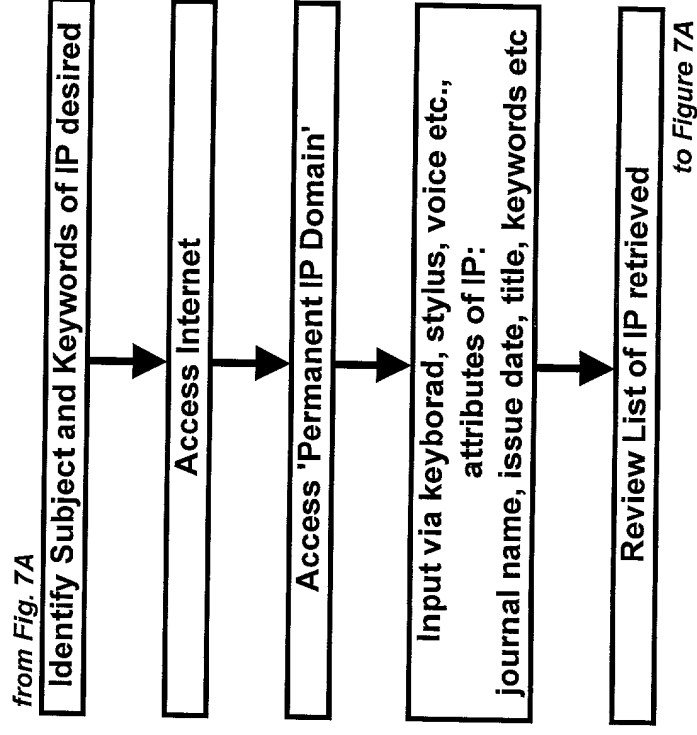 from Fig. 7A
Identify Subject and Keywords of IP desired
Access Internet
Access 'Permanent IP Domain'
Input via keyborad, stylus, voice etc.,
attributes of IP:
journal name, issue date, title, keywords etc
Review List of IP retrieved
to Figure 7A